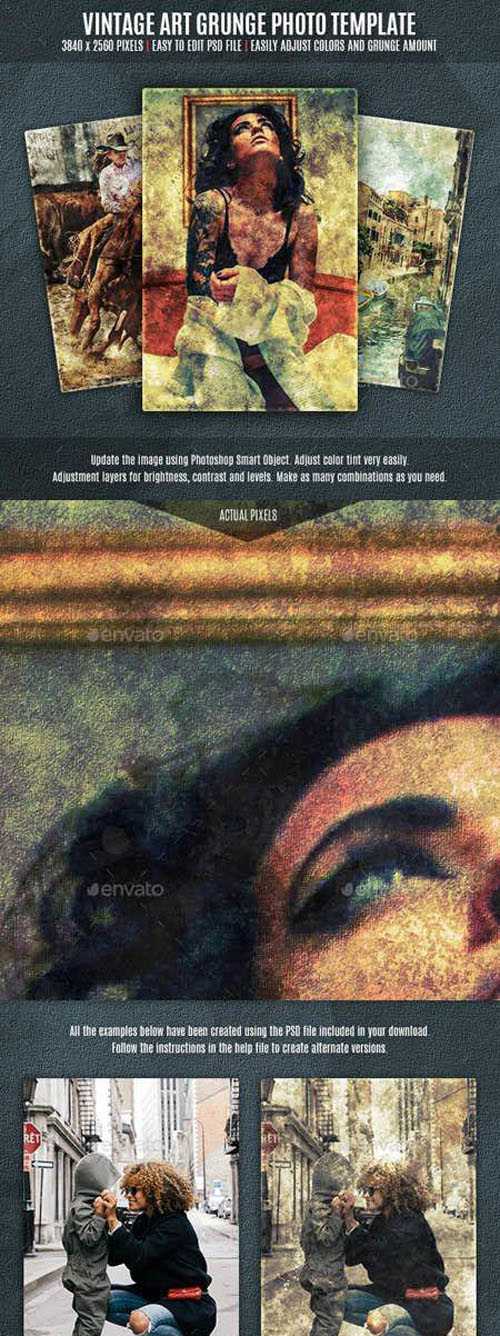 VINTAGE ART GRUNGE PHOTO TEMPLATE
3840 x 2560 PIXELS | EASY TO EDIT PSD FILE | EASILY ADJUST COLORS AND GRUNGE AMOUNT
Update the image using Photoshop Smart Object. Adjust color tint very easily.
Adjustment layers for brightness, contrast and levels. Make as many combinations as you need.
ACTUAL PIXELS
envato envato
envato envato
All the examples below have been created using the PSD file included in your download.
Follow the instructions in the help file to create alternate versions.
RÊT
RÊT